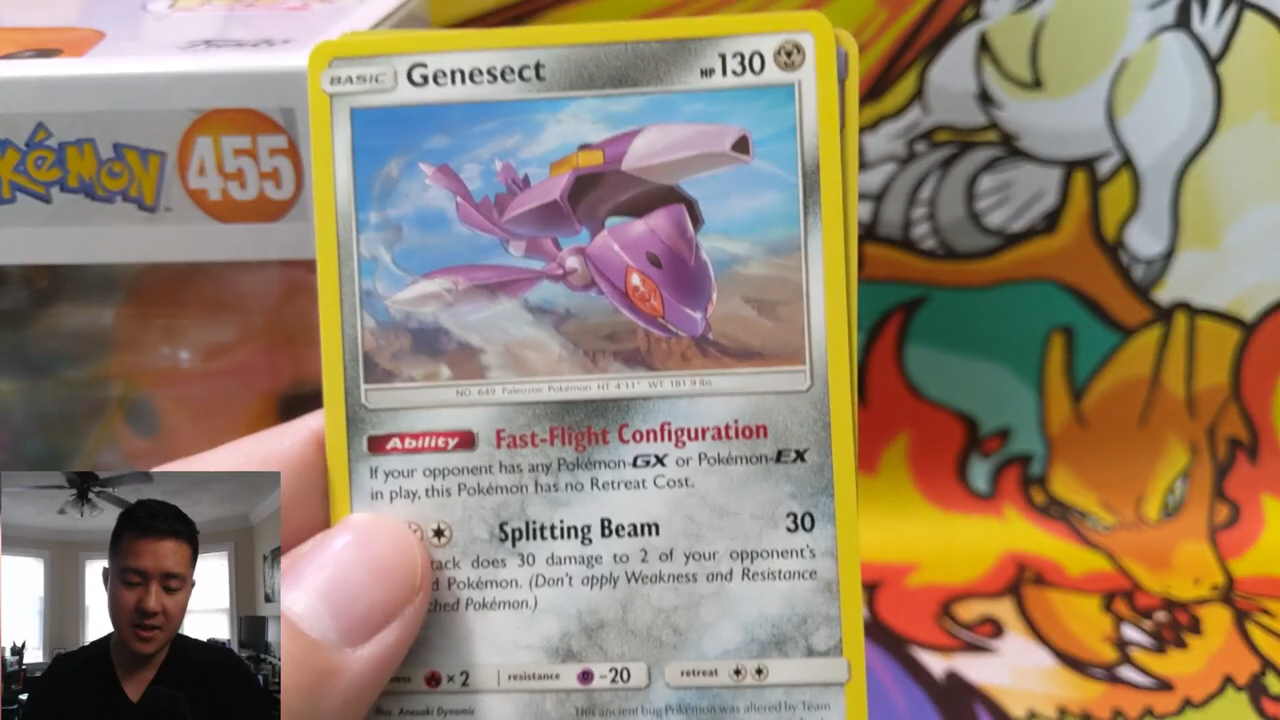 POKÉMON
455
BASIC Genesect HP 130
NO. 649 Paleozoic Pokémon HT 4'11" WT 181.9 lbs
Ability Fast-Flight Configuration
If your opponent has any Pokémon-GX or Pokémon-EX
in play, this Pokémon has no Retreat Cost.
Splitting Beam 30
tack does 30 damage to 2 of your opponent's
d Pokémon. (Don't apply Weakness and Resistance
ched Pokémon.)
×2 resistance -20 retreat
Illus. Anesaki Dynamic
This ancient bug Pokémon was altered by Team